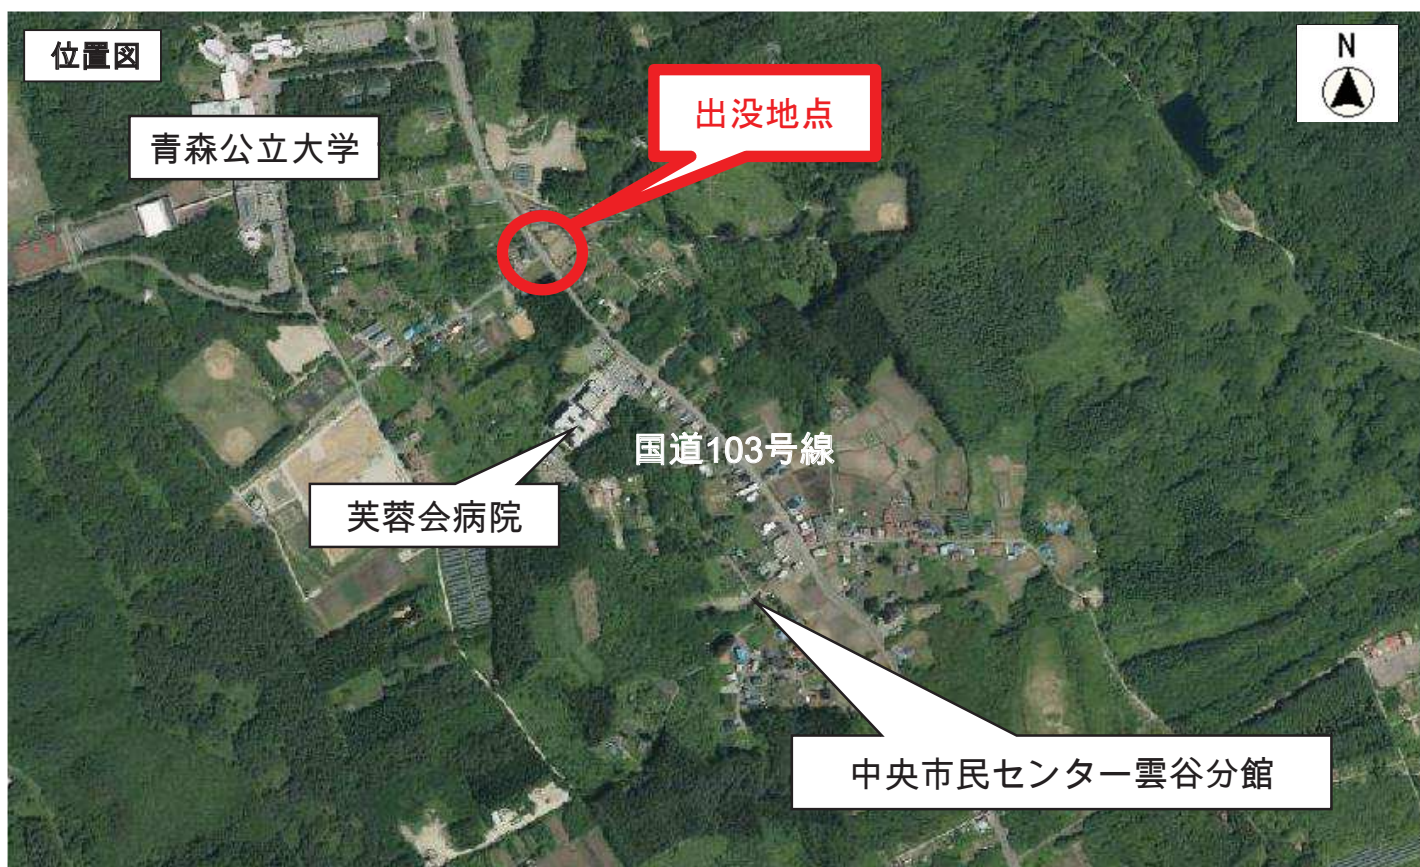 位置図
N
出没地点
青森公立大学
国道103号線
芙蓉会病院
中央市民センター雲谷分館